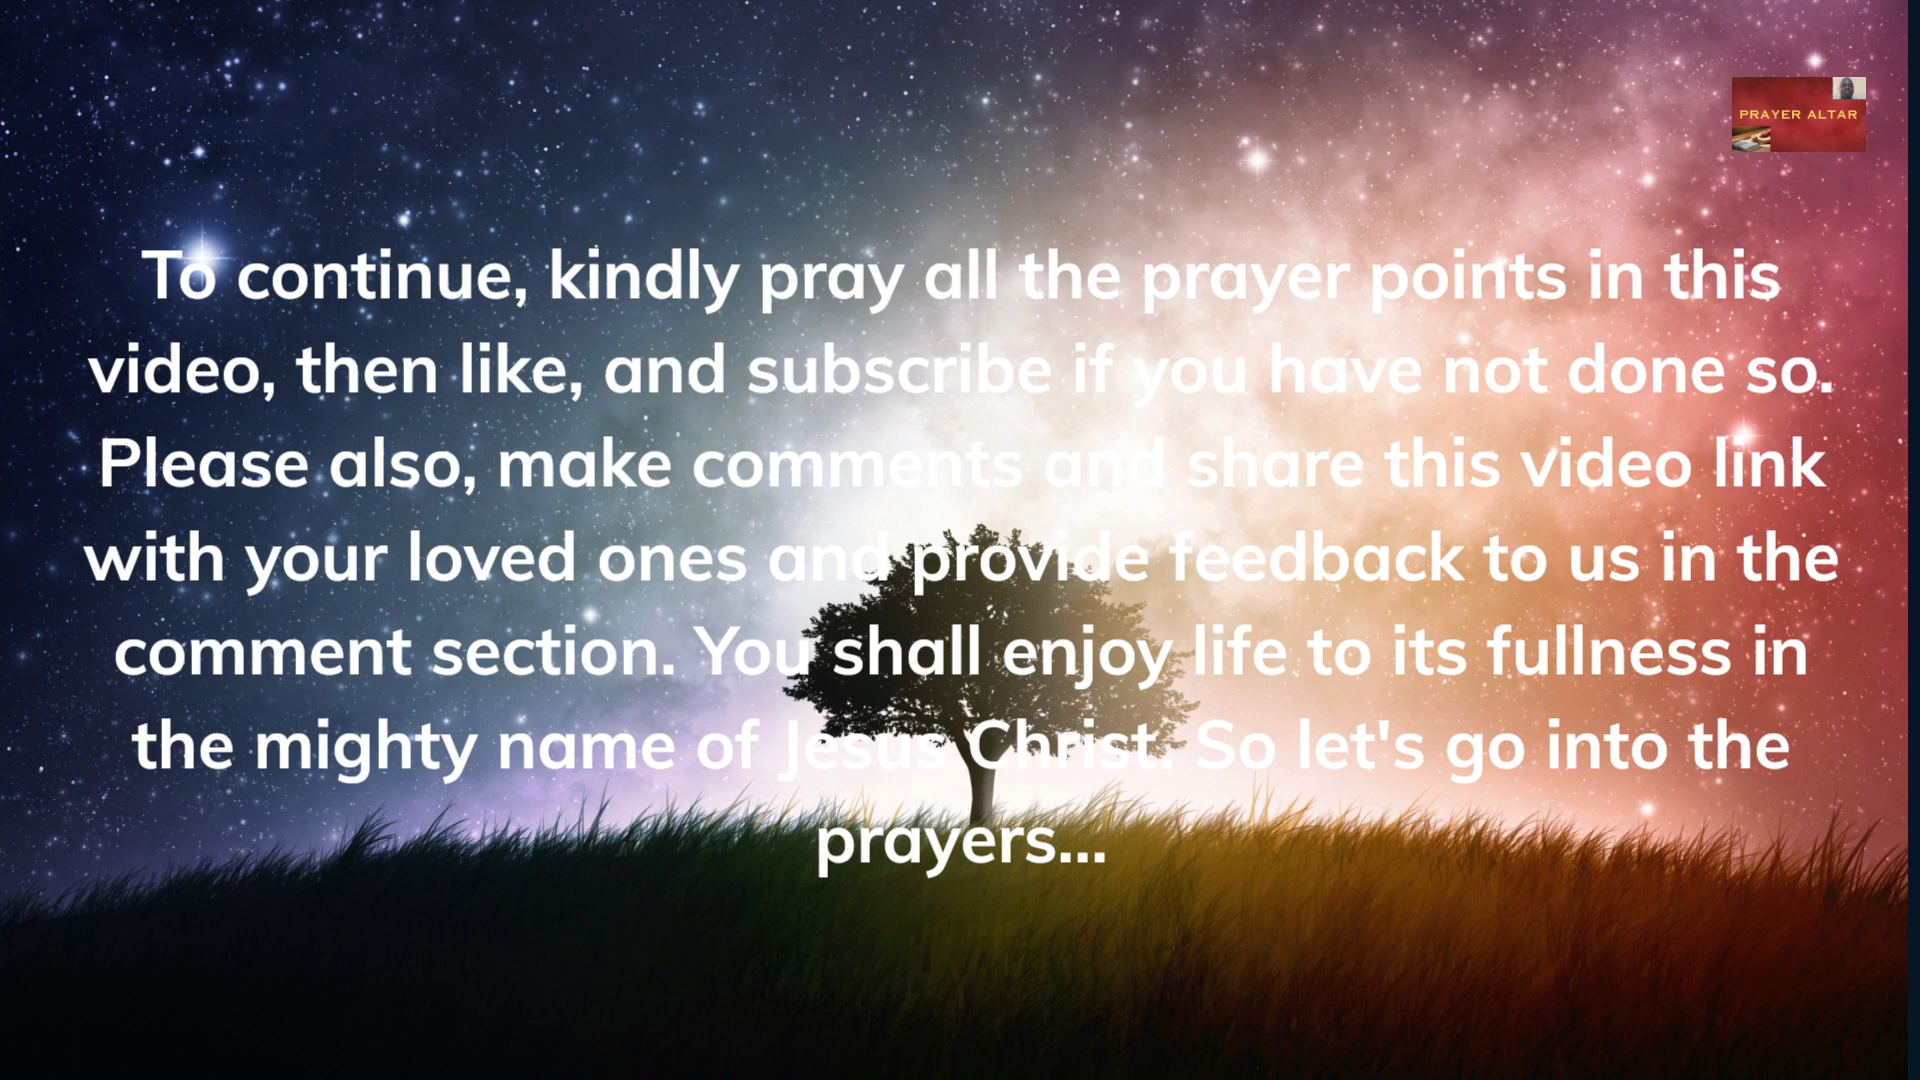 PRAYER ALTAR
To continue, kindly pray all the prayer points in this
video, then like, and subscribe if you have not done so.
Please also, make comments and share this video link
with your loved ones and provide feedback to us in the
comment section. You shall enjoy life to its fullness in
the mighty name of Jesus Christ. So let's go into the
prayers...